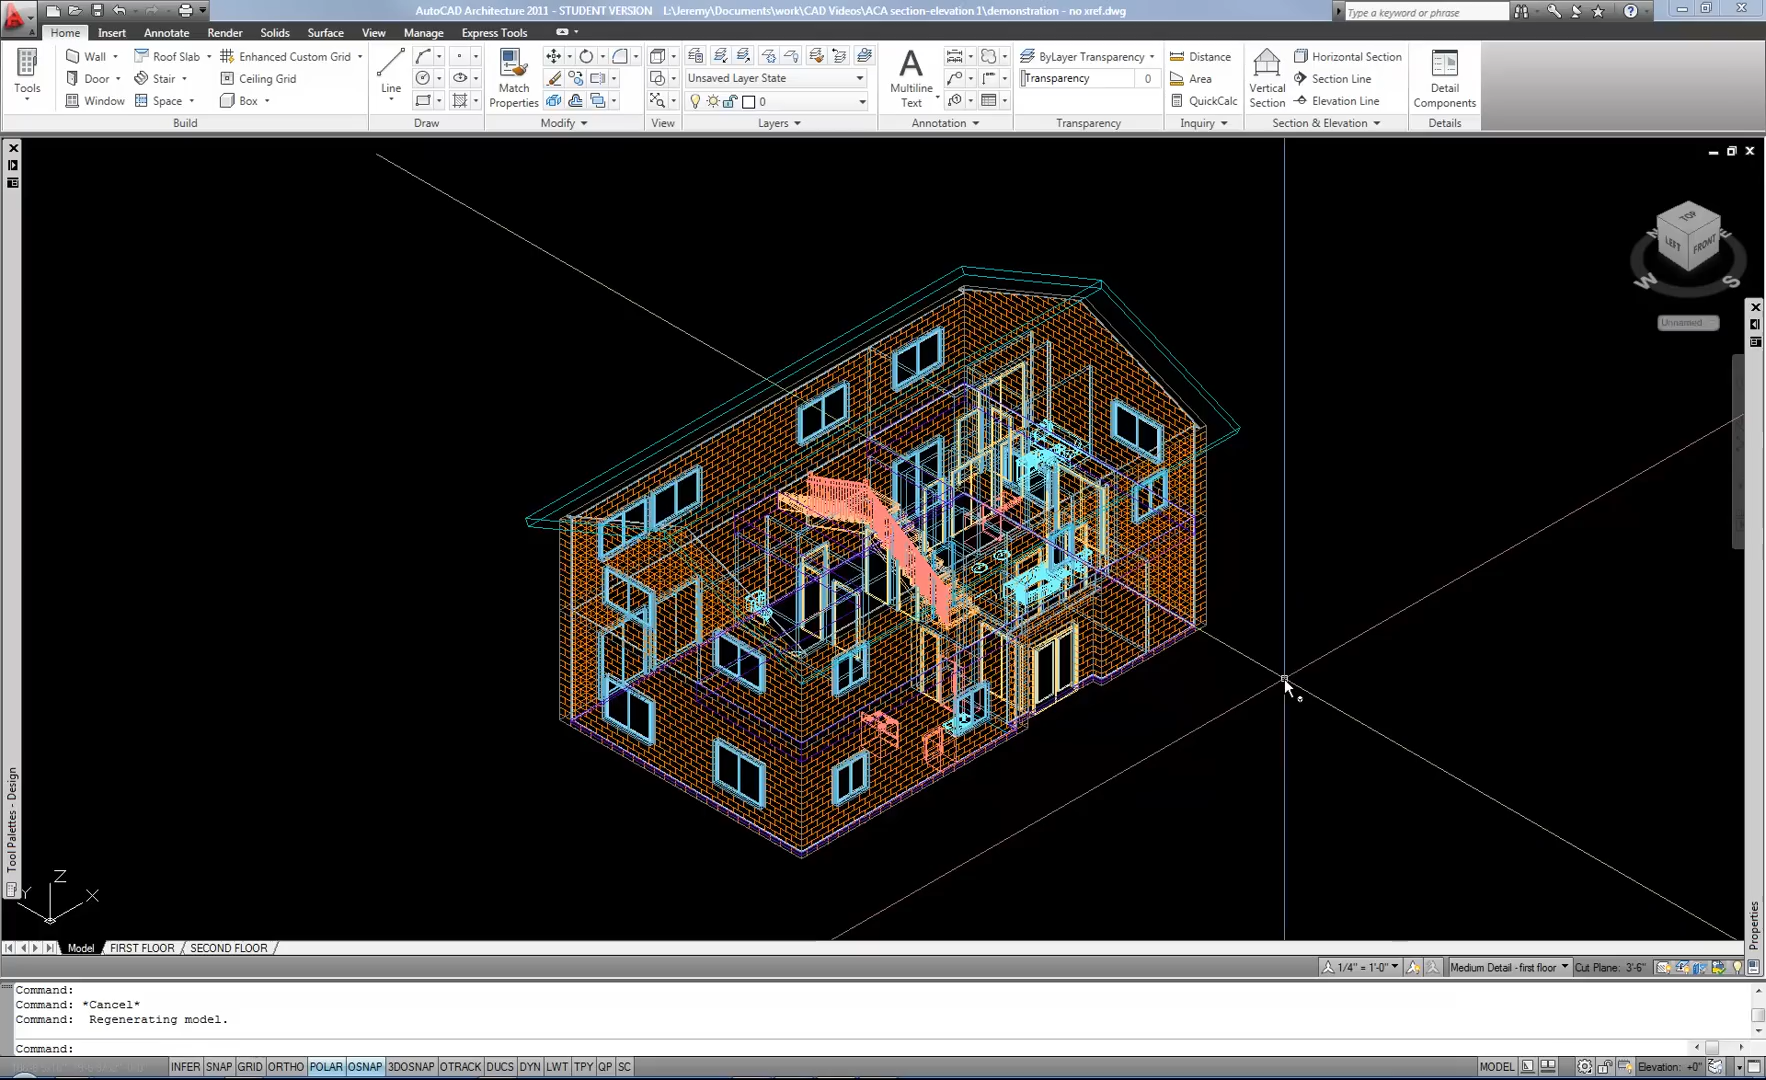 AutoCAD Architecture 2011 - STUDENT VERSION L:\Jeremy\Documents\work\CAD Videos\ACA section-elevation 1\demonstration - no xref.dwg
Type a keyword or phrase
Home Insert Annotate Render Solids Surface View Manage Express Tools
Tools
Wall
Door
Window
Roof Slab
Stair
Space
Enhanced Custom Grid
Ceiling Grid
Box
Build
Line
Draw
Match
Properties
Modify
View
Unsaved Layer State
0
Layers
Multiline
Text
Annotation
ByLayer Transparency
Transparency 0
Transparency
Distance
Area
QuickCalc
Inquiry
Vertical
Section
Horizontal Section
Section Line
Elevation Line
Section & Elevation
Detail
Components
Details
TOP
LEFT FRONT
W S
Unnamed
Tool Palettes - Design
Properties
Z
Y X
Model FIRST FLOOR SECOND FLOOR
1/4" = 1'-0" Medium Detail - first floor Cut Plane: 3'-6"
Command:
Command: *Cancel*
Command: Regenerating model.
Command:
INFER SNAP GRID ORTHO POLAR OSNAP 3DOSNAP OTRACK DUCS DYN LWT TPY QP SC
MODEL Elevation: +0"